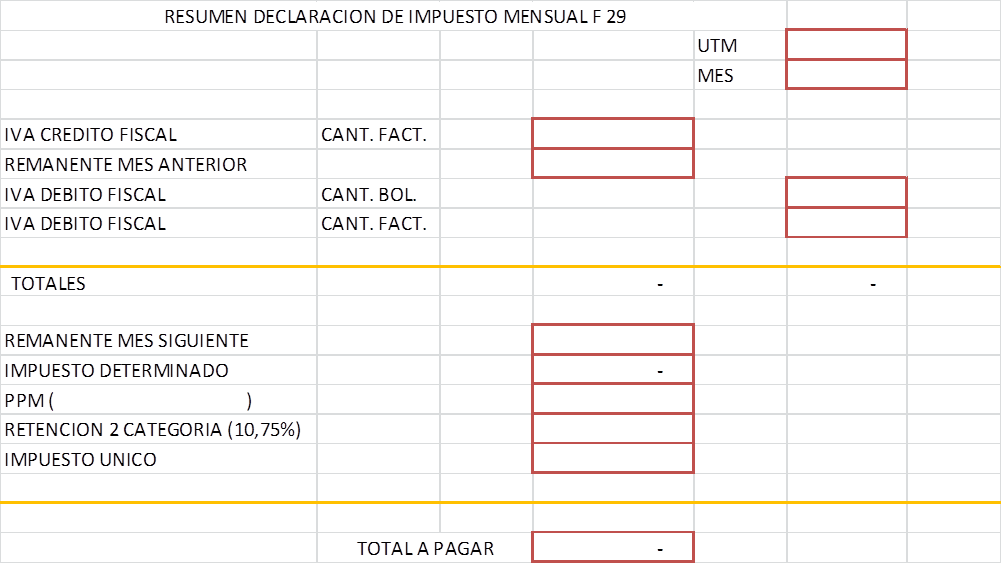 RESUMEN DECLARACION DE IMPUESTO MENSUAL F 29
UTM
MES
IVA CREDITO FISCAL CANT. FACT.
REMANENTE MES ANTERIOR
IVA DEBITO FISCAL CANT. BOL.
IVA DEBITO FISCAL CANT. FACT.
TOTALES - -
REMANENTE MES SIGUIENTE
IMPUESTO DETERMINADO -
PPM ( )
RETENCION 2 CATEGORIA (10,75%)
IMPUESTO UNICO
TOTAL A PAGAR -